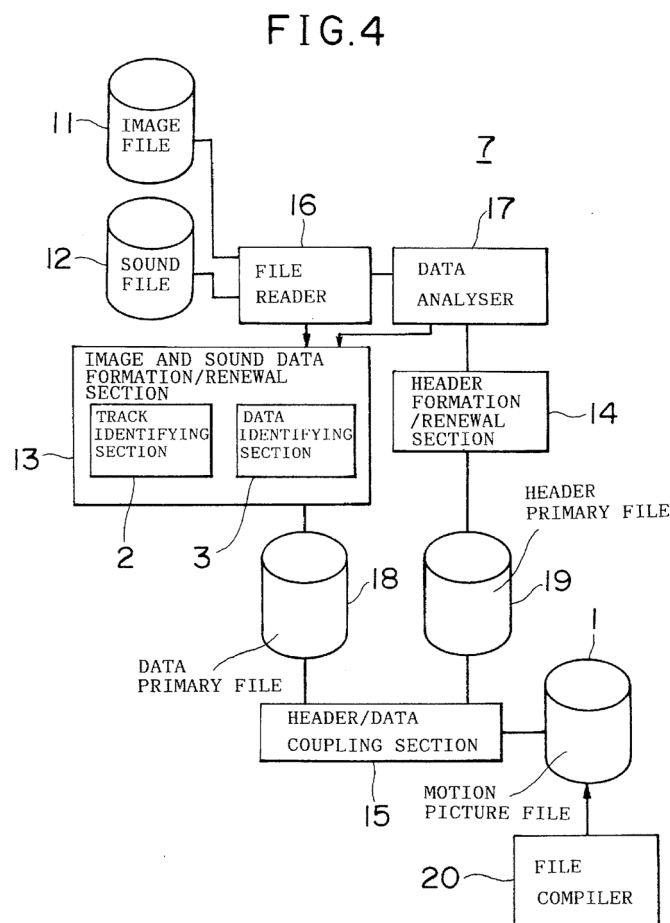 FIG.4
11
IMAGE
FILE
7
12
SOUND
FILE
16
FILE
READER
17
DATA
ANALYSER
IMAGE AND SOUND DATA
FORMATION/RENEWAL
SECTION
TRACK
IDENTIFYING
SECTION
DATA
IDENTIFYING
SECTION
13
2
3
HEADER
FORMATION
/RENEWAL
SECTION
14
HEADER
PRIMARY FILE
18
19
1
DATA
PRIMARY FILE
HEADER/DATA
COUPLING SECTION
15
MOTION
PICTURE FILE
20
FILE
COMPILER